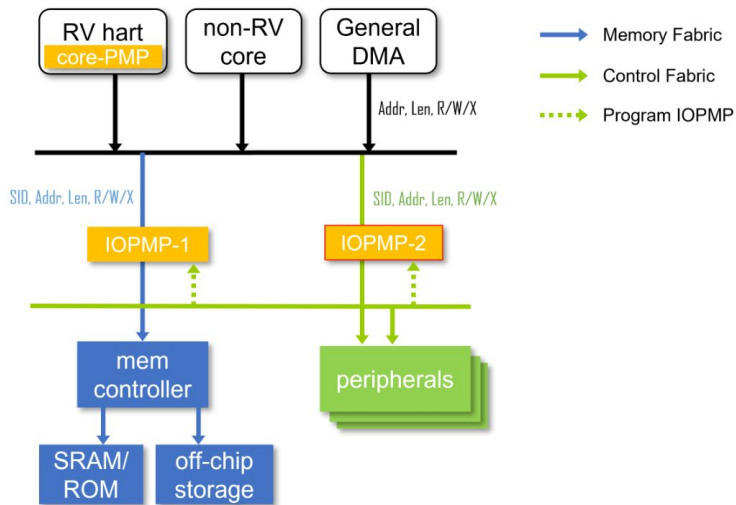 RV hart
core-PMP
non-RV
core
General
DMA
Memory Fabric
Control Fabric
Program IOPMP
Addr, Len, R/W/X
SID, Addr, Len, R/W/X
SID, Addr, Len, R/W/X
IOPMP-1
IOPMP-2
mem
controller
peripherals
SRAM/
ROM
off-chip
storage